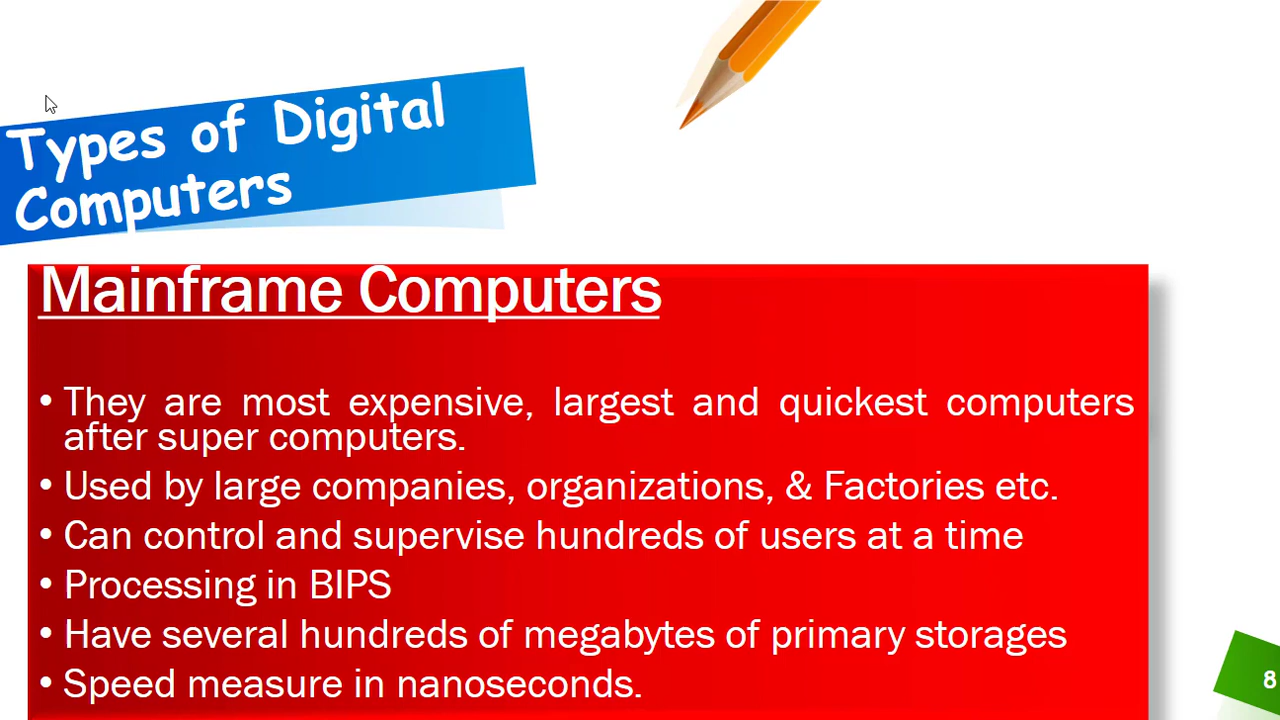 Types of Digital
Computers
Mainframe Computers
• They are most expensive, largest and quickest computers
after super computers.
• Used by large companies, organizations, & Factories etc.
• Can control and supervise hundreds of users at a time
• Processing in BIPS
• Have several hundreds of megabytes of primary storages
• Speed measure in nanoseconds.
8